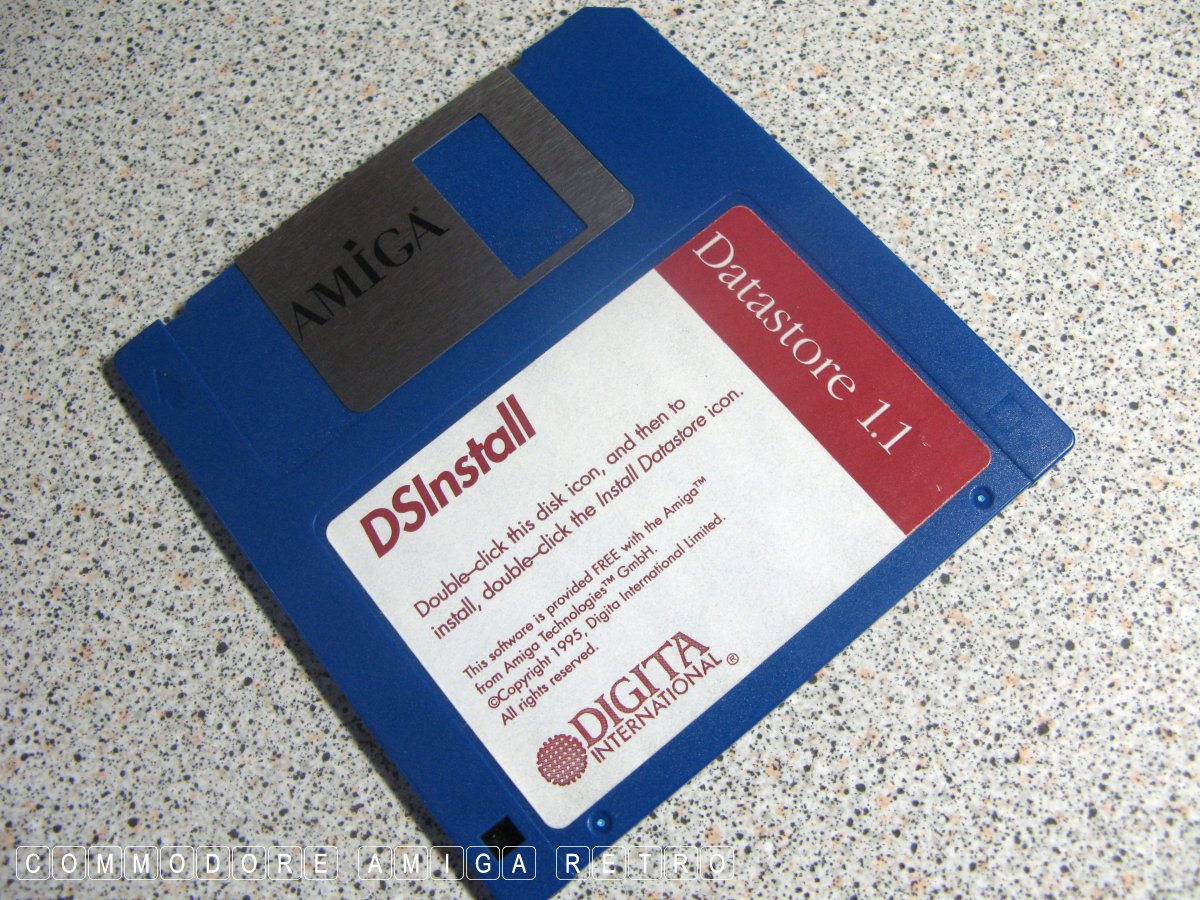 AMiGA
Datastore 1.1
DSInstall
Double–click this disk icon, and then to
install, double–click the Install Datastore icon.
This software is provided FREE with the Amiga™
from Amiga Technologies™ GmbH.
©Copyright 1995, Digita International Limited.
All rights reserved.
DIGITA
INTERNATIONAL®
COMMODORE AMIGA RETRO